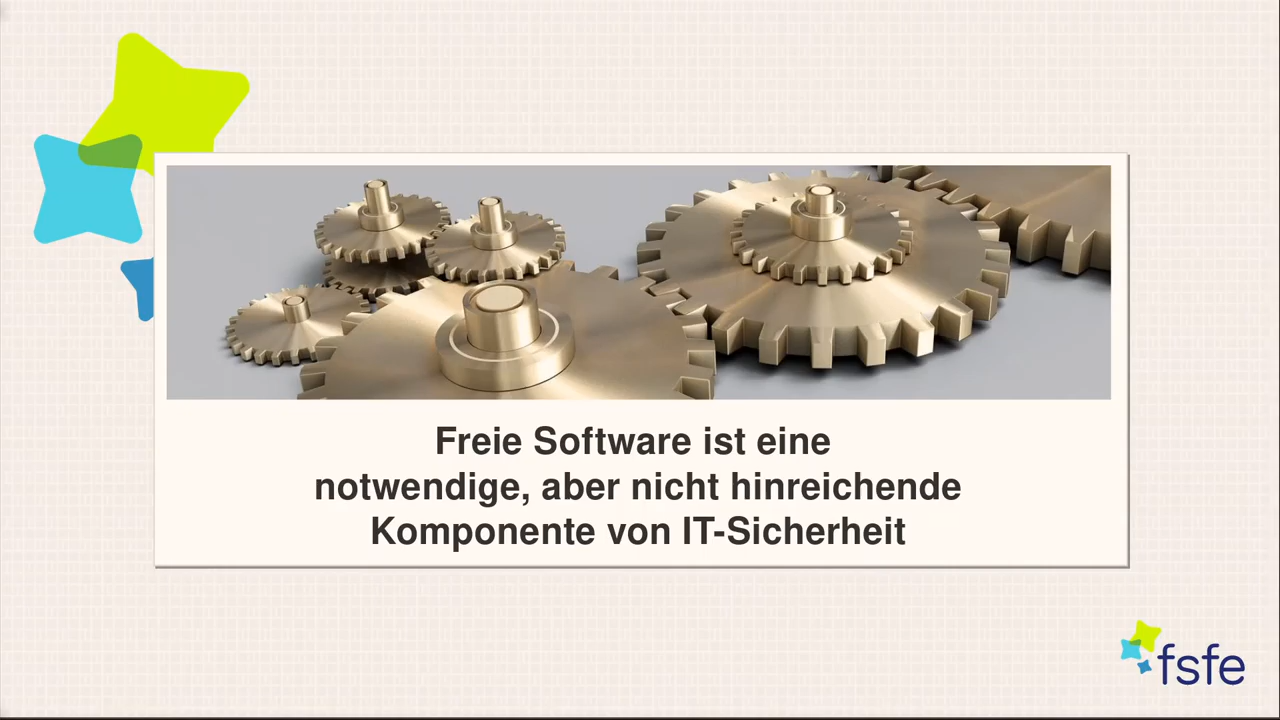 Freie Software ist eine
notwendige, aber nicht hinreichende
Komponente von IT-Sicherheit
fsfe